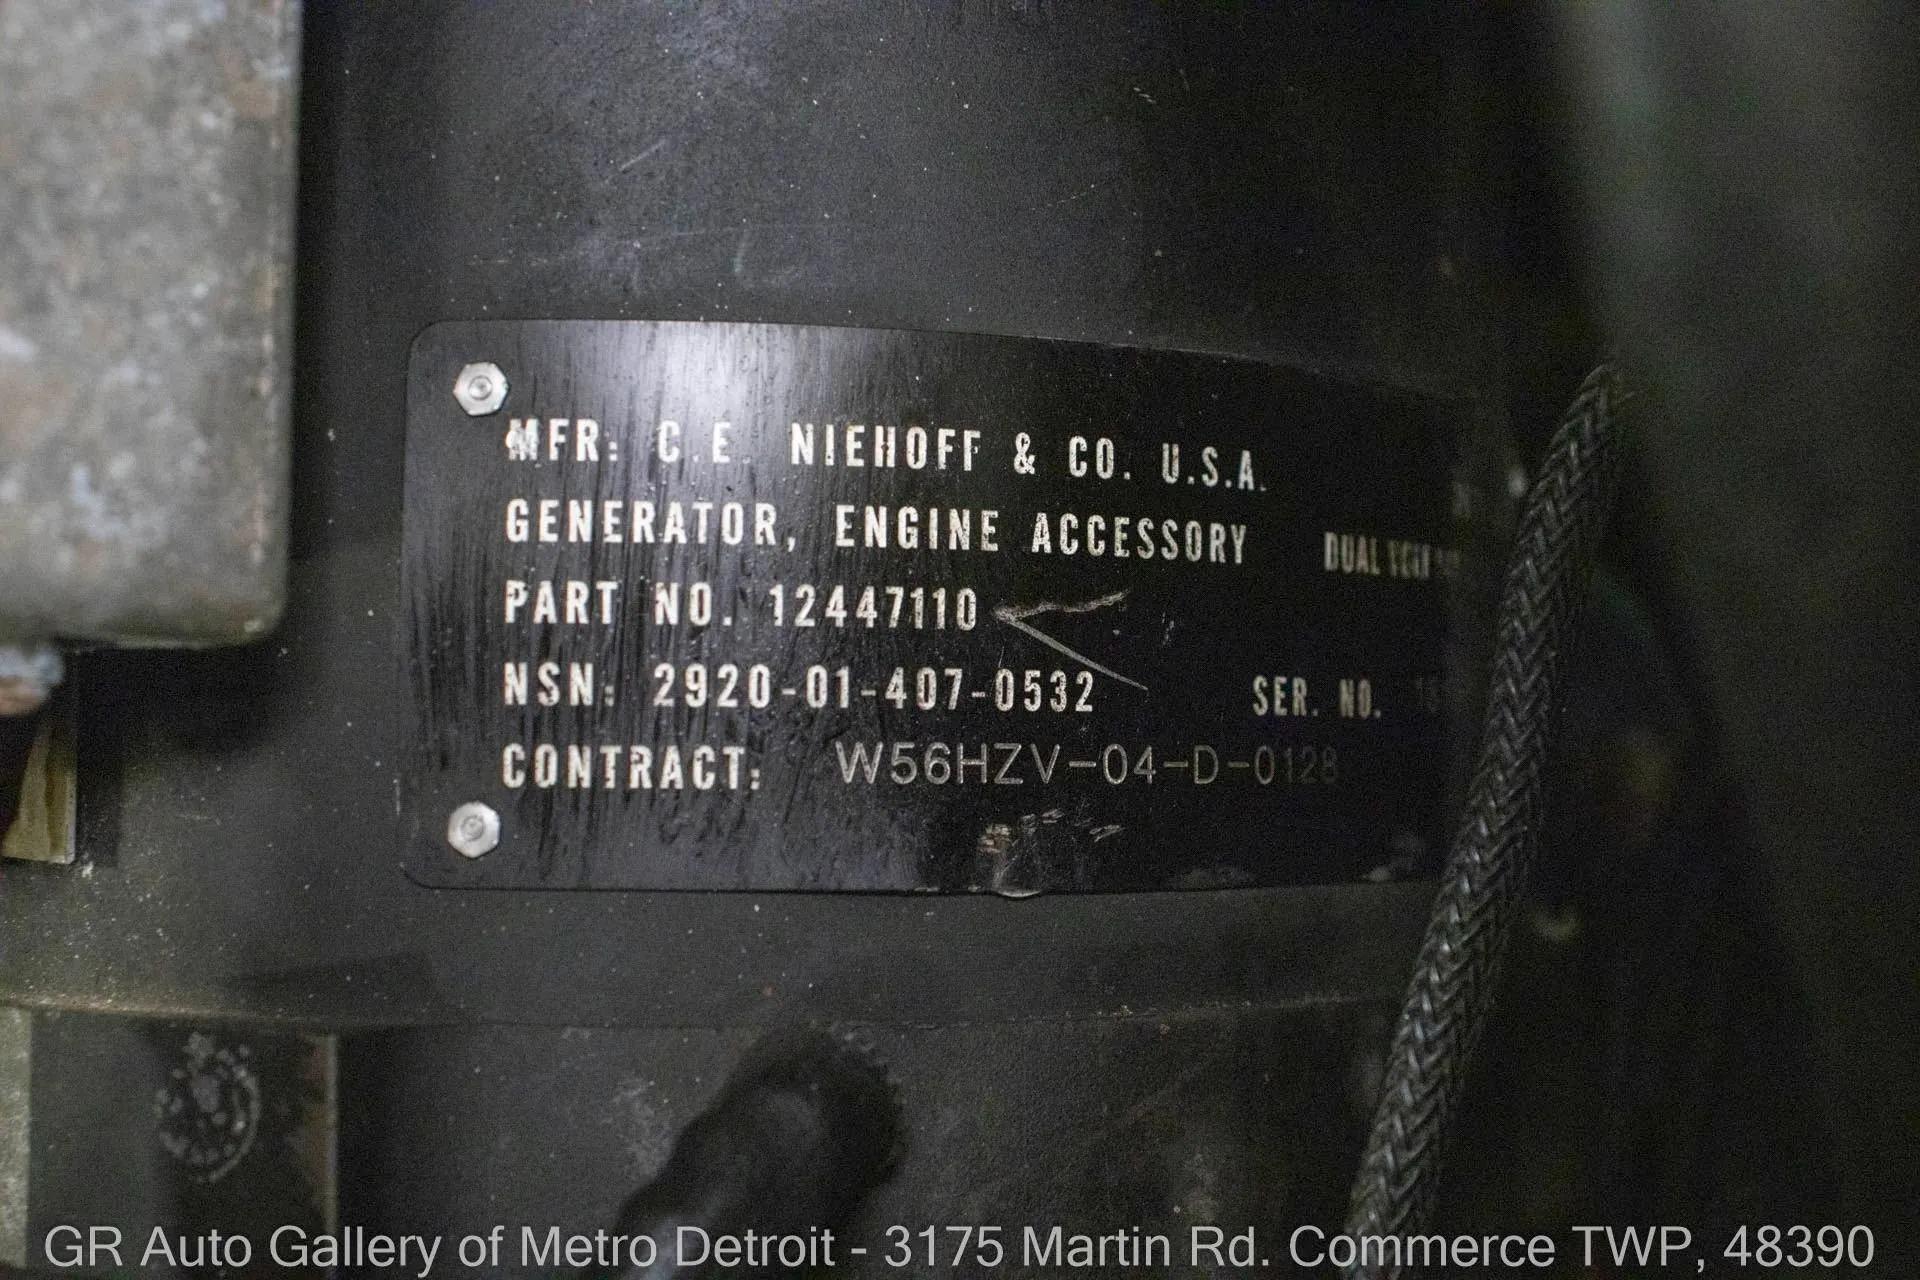 MFR: C.E. NIEHOFF & CO. U.S.A.
GENERATOR, ENGINE ACCESSORY DUAL
PART NO. 12447110
NSN: 2920-01-407-0532 SER. NO.
CONTRACT: W56HZV-04-D-0128
GR Auto Gallery of Metro Detroit - 3175 Martin Rd. Commerce TWP, 48390